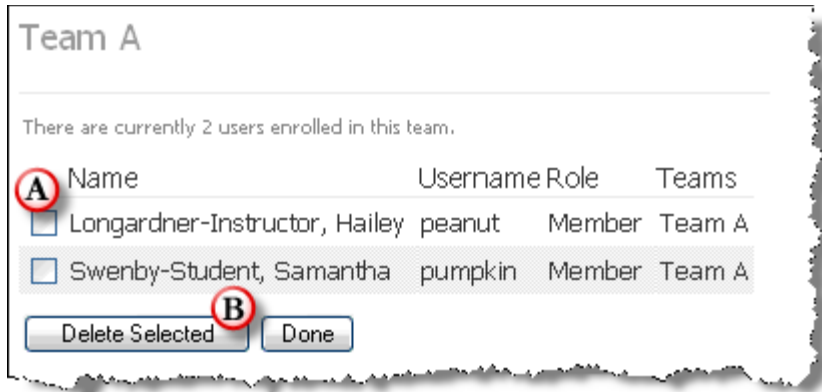 Team A
There are currently 2 users enrolled in this team.
A Name Username Role Teams
Longardner-Instructor, Hailey peanut Member Team A
Swenby-Student, Samantha pumpkin Member Team A
B
Delete Selected Done